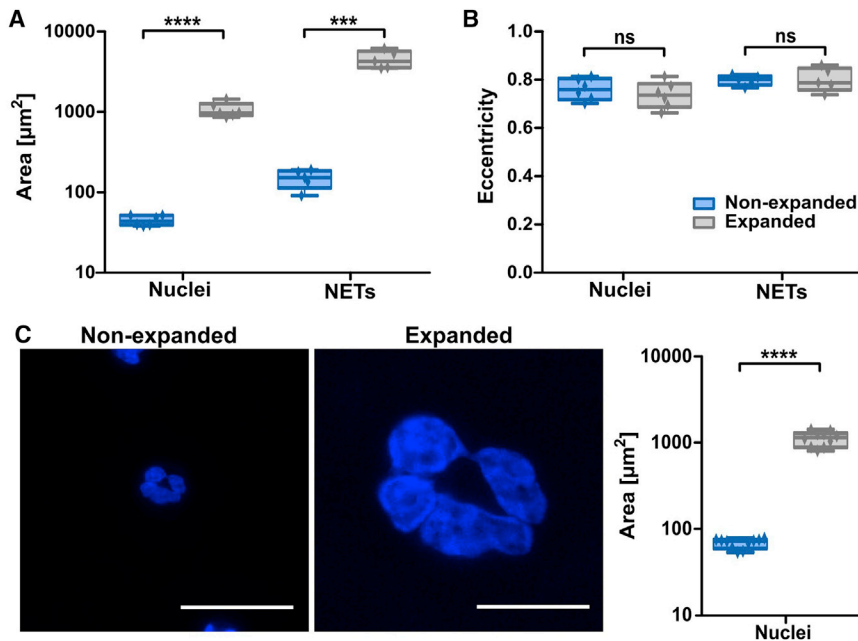 A
****
***
10000
1000
100
10
Area [µm²]
Nuclei
NETs
B
ns
ns
1.0
0.8
0.6
0.4
0.2
0.0
Eccentricity
Non-expanded
Expanded
Nuclei
NETs
C
Non-expanded
Expanded
****
10000
1000
100
10
Area [µm²]
Nuclei